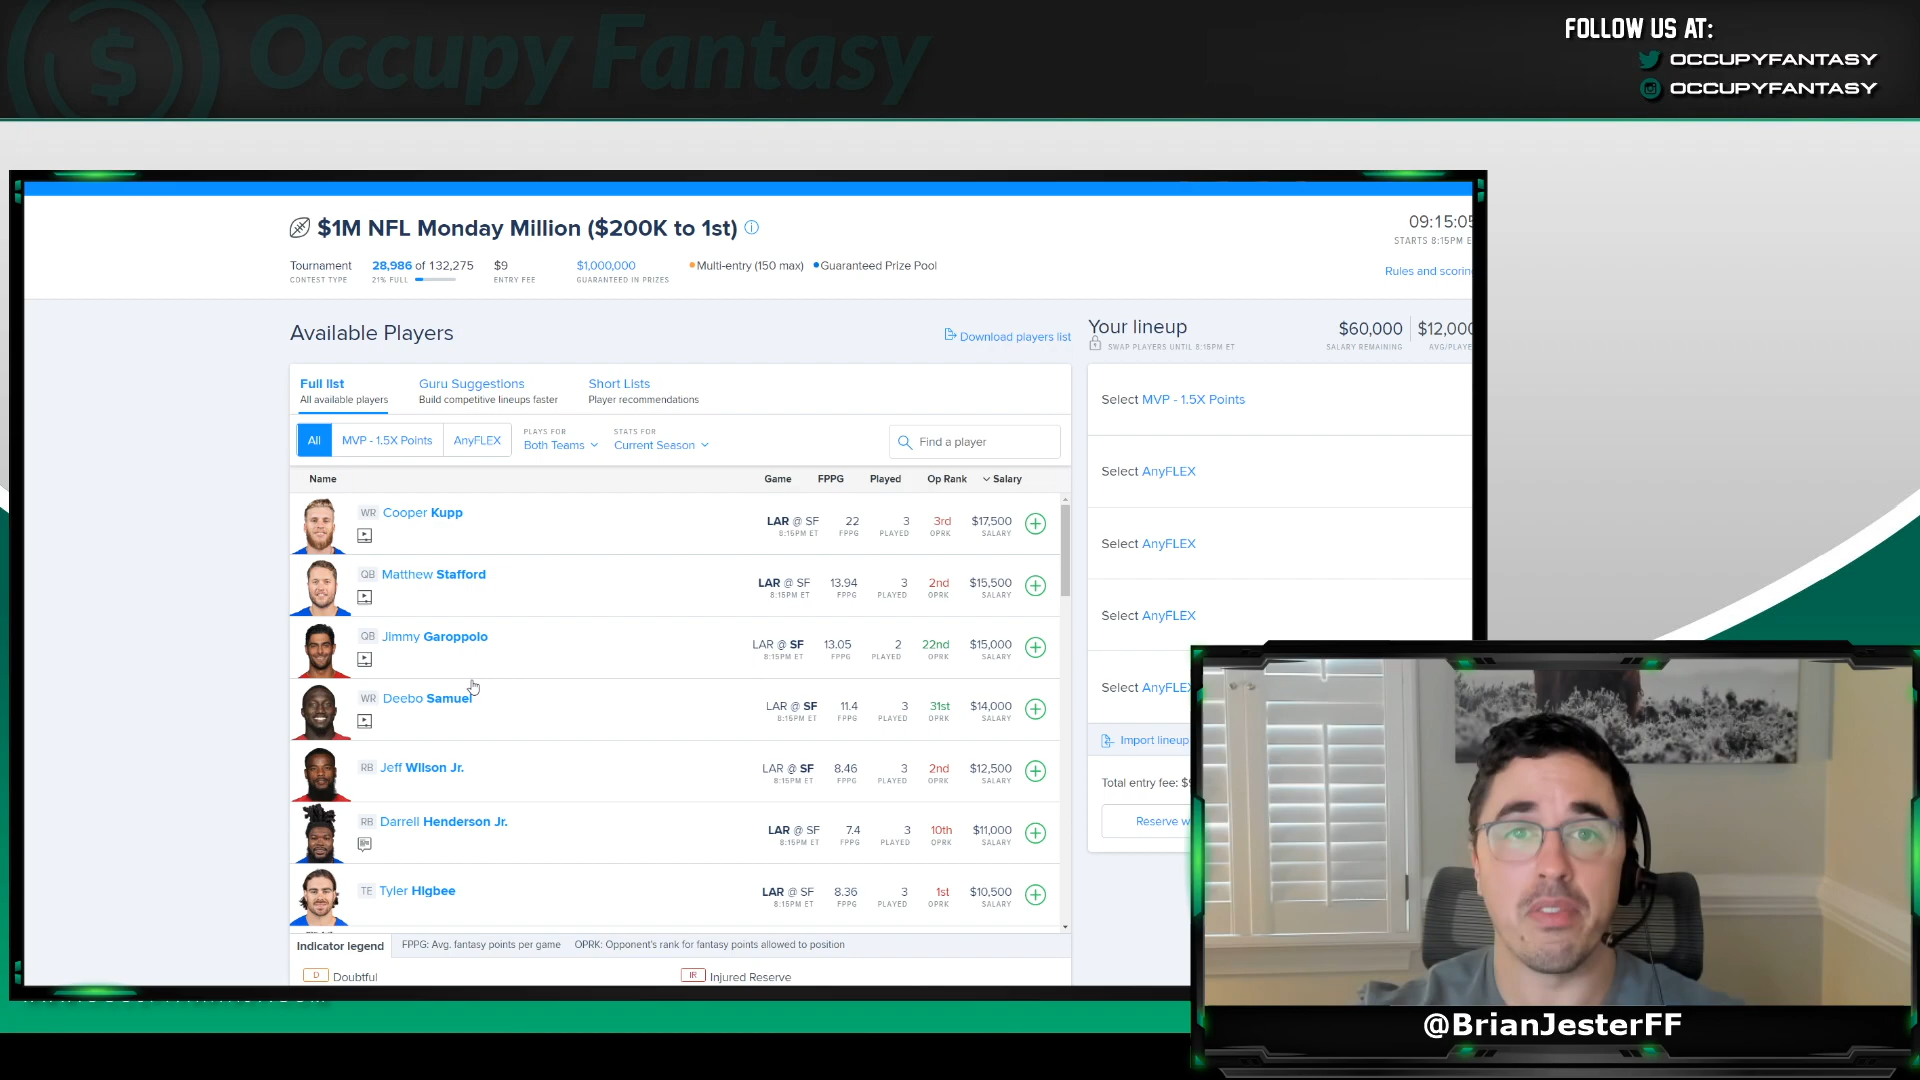 Occupy Fantasy
FOLLOW US AT:
OCCUPYFANTASY
OCCUPYFANTASY
$1M NFL Monday Million ($200K to 1st)
09:15:05
STARTS 8:15PM E
Tournament 28,986 of 132,275 $9 $1,000,000 Multi-entry (150 max) Guaranteed Prize Pool
CONTEST TYPE 21% FULL ENTRY FEE GUARANTEED IN PRIZES
Rules and scorin
Available Players
Download players list
Your lineup
SWAP PLAYERS UNTIL 8:15PM ET
$60,000 $12,000
SALARY REMAINING AVG/PLAYE
Full list Guru Suggestions Short Lists
All available players Build competitive lineups faster Player recommendations
All MVP - 1.5X Points AnyFLEX
PLAYS FOR STATS FOR
Both Teams Current Season
Find a player
Name Game FPPG Played Op Rank Salary
WR Cooper Kupp LAR @ SF 22 3 3rd $17,500
8:15PM ET FPPG PLAYED OPRK SALARY
QB Matthew Stafford LAR @ SF 13.94 3 2nd $15,500
8:15PM ET FPPG PLAYED OPRK SALARY
QB Jimmy Garoppolo LAR @ SF 13.05 2 22nd $15,000
8:15PM ET FPPG PLAYED OPRK SALARY
WR Deebo Samuel LAR @ SF 11.4 3 31st $14,000
8:15PM ET FPPG PLAYED OPRK SALARY
RB Jeff Wilson Jr. LAR @ SF 8.46 3 2nd $12,500
8:15PM ET FPPG PLAYED OPRK SALARY
RB Darrell Henderson Jr. LAR @ SF 7.4 3 10th $11,000
8:15PM ET FPPG PLAYED OPRK SALARY
TE Tyler Higbee LAR @ SF 8.36 3 1st $10,500
8:15PM ET FPPG PLAYED OPRK SALARY
Indicator legend FPPG: Avg. fantasy points per game OPRK: Opponent's rank for fantasy points allowed to position
D Doubtful IR Injured Reserve
Select MVP - 1.5X Points
Select AnyFLEX
Select AnyFLEX
Select AnyFLEX
Select AnyFLEX
Import lineup
Total entry fee: $9
Reserve w
@BrianJesterFF